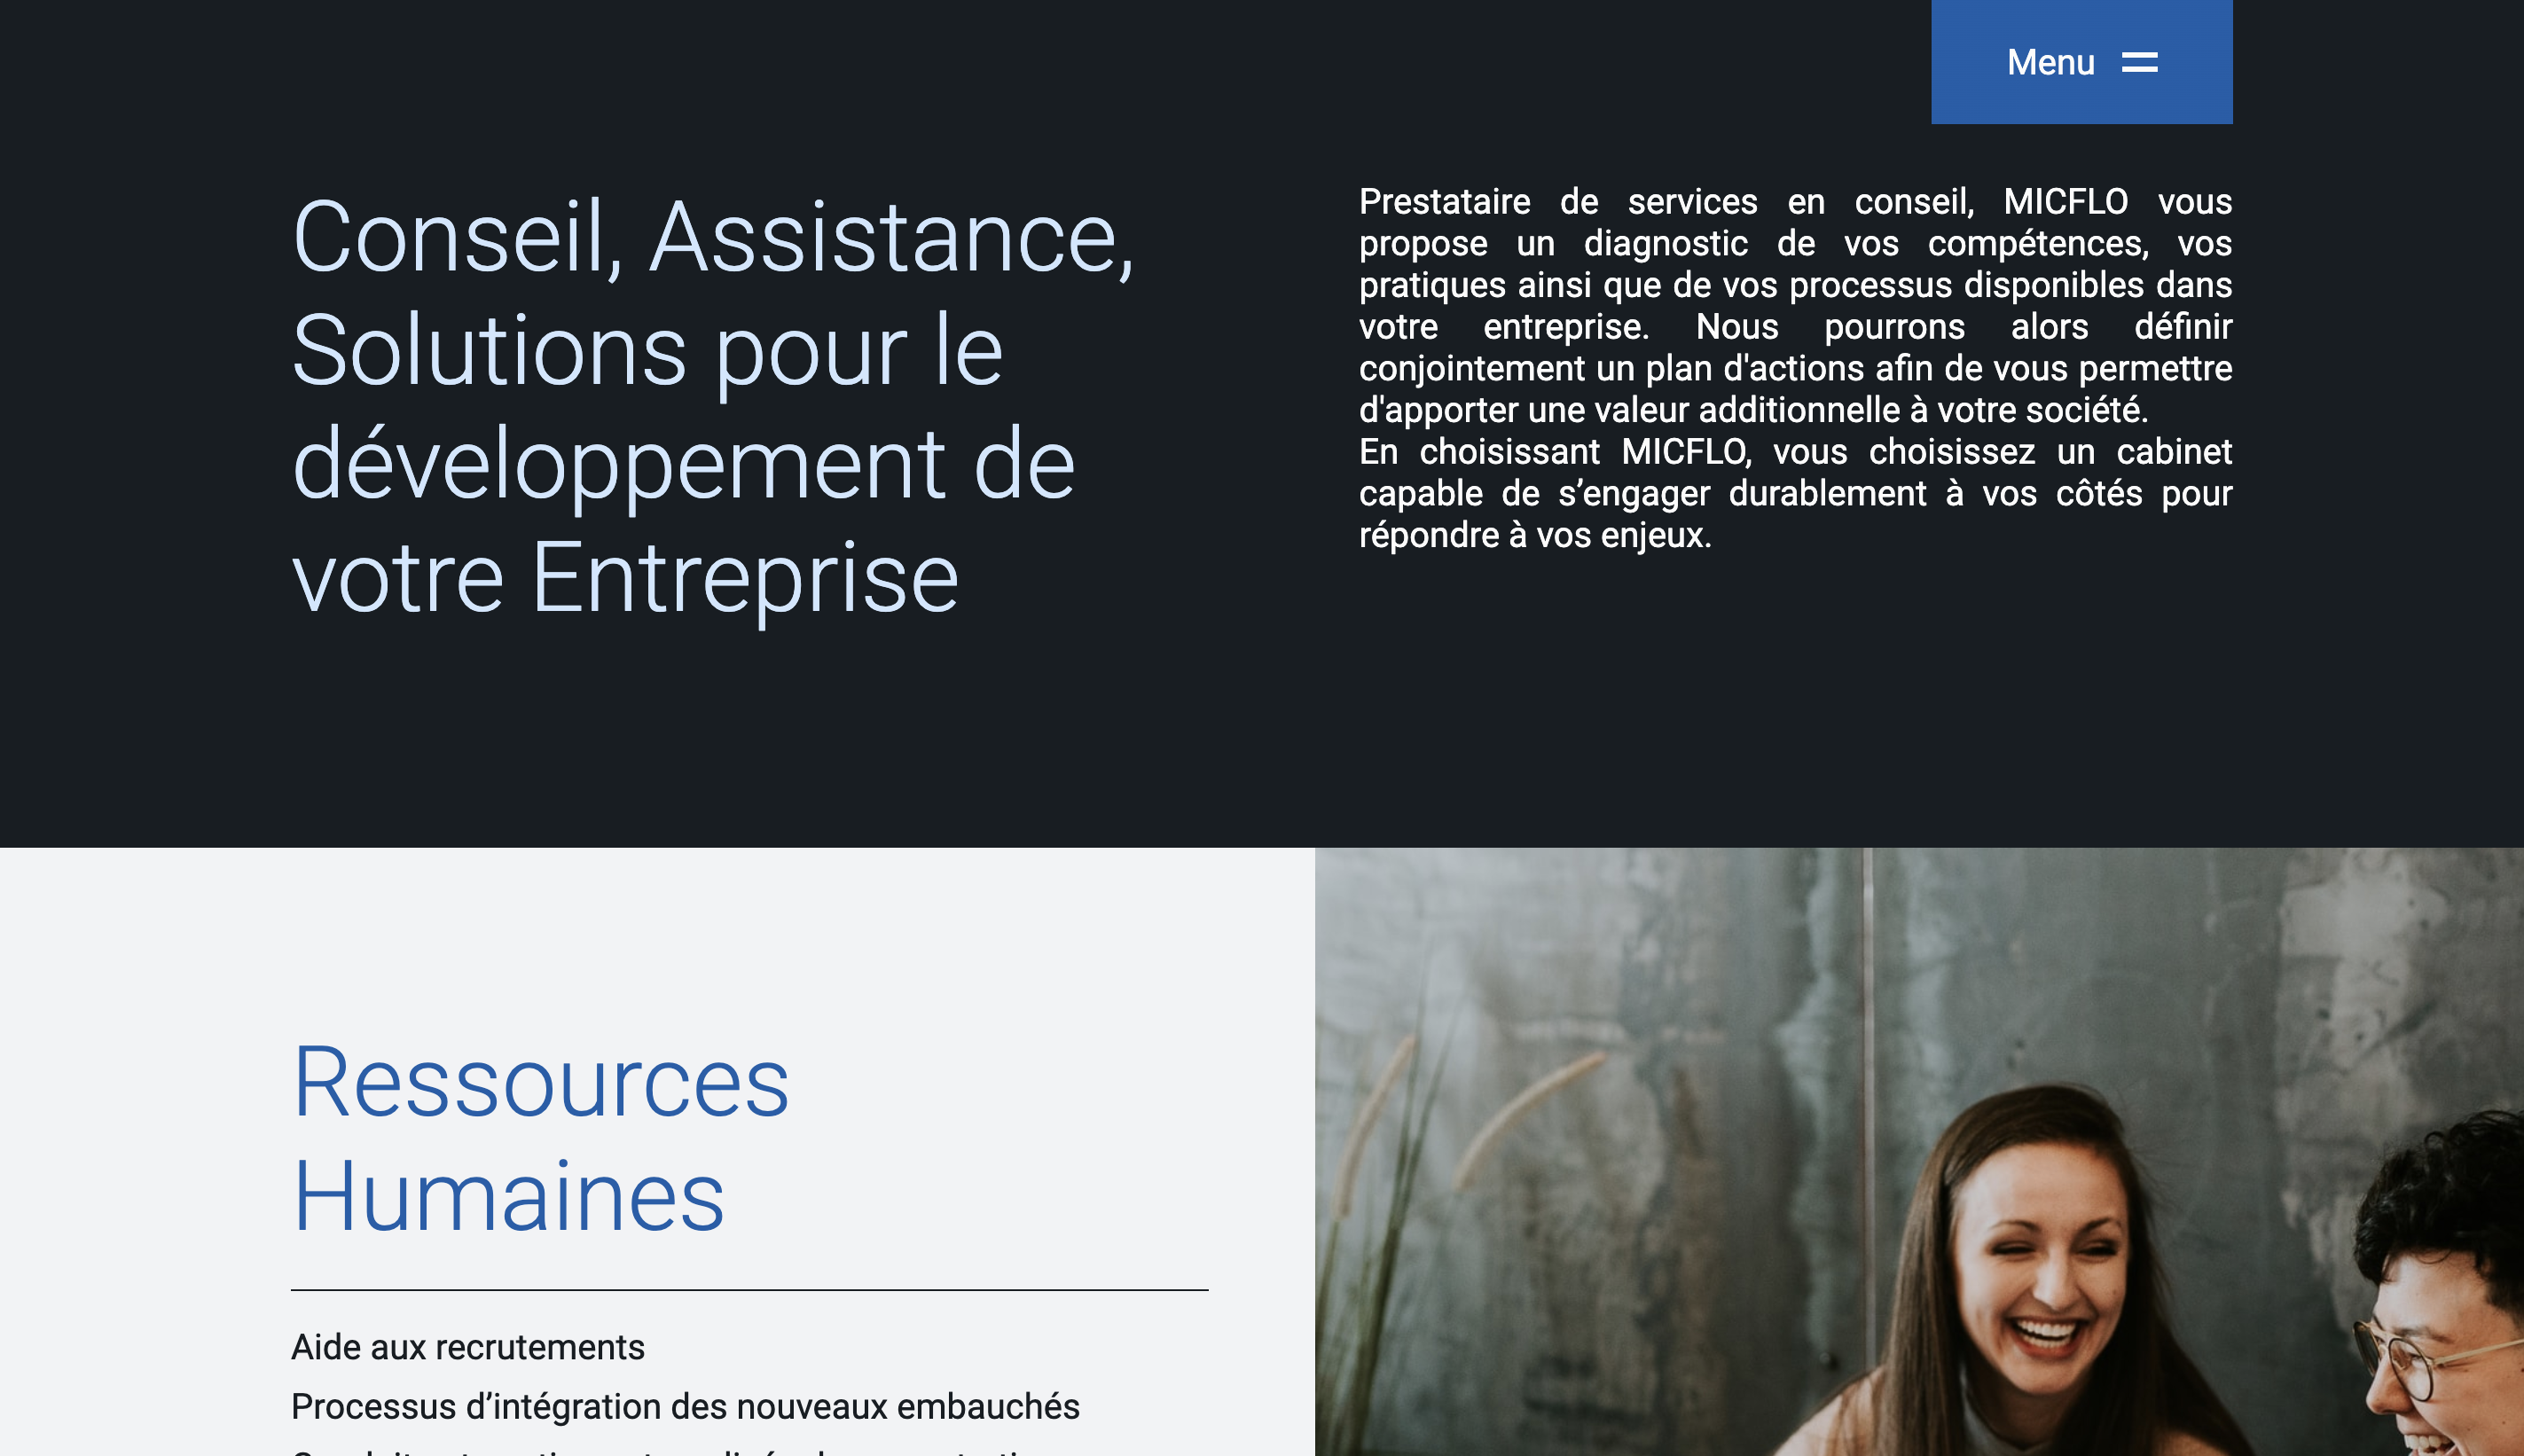 Menu
Conseil, Assistance,
Solutions pour le
développement de
votre Entreprise
Prestataire de services en conseil, MICFLO vous
propose un diagnostic de vos compétences, vos
pratiques ainsi que de vos processus disponibles dans
votre entreprise. Nous pourrons alors définir
conjointement un plan d'actions afin de vous permettre
d'apporter une valeur additionnelle à votre société.
En choisissant MICFLO, vous choisissez un cabinet
capable de s’engager durablement à vos côtés pour
répondre à vos enjeux.
Ressources
Humaines
Aide aux recrutements
Processus d’intégration des nouveaux embauchés